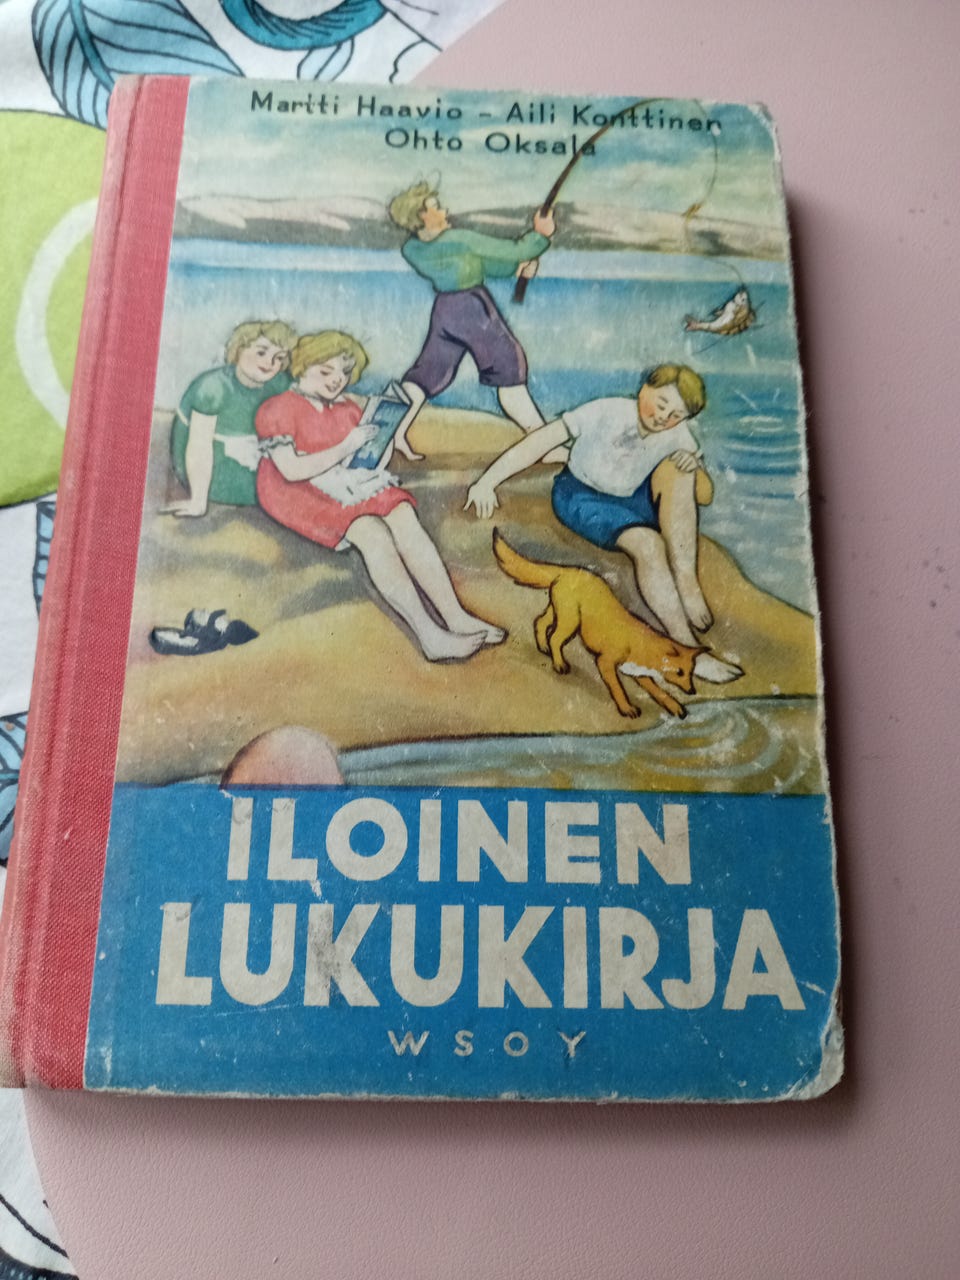 Martti Haavio - Aili Konttinen
Ohto Oksala
ILOINEN
LUKUKIRJA
WSOY